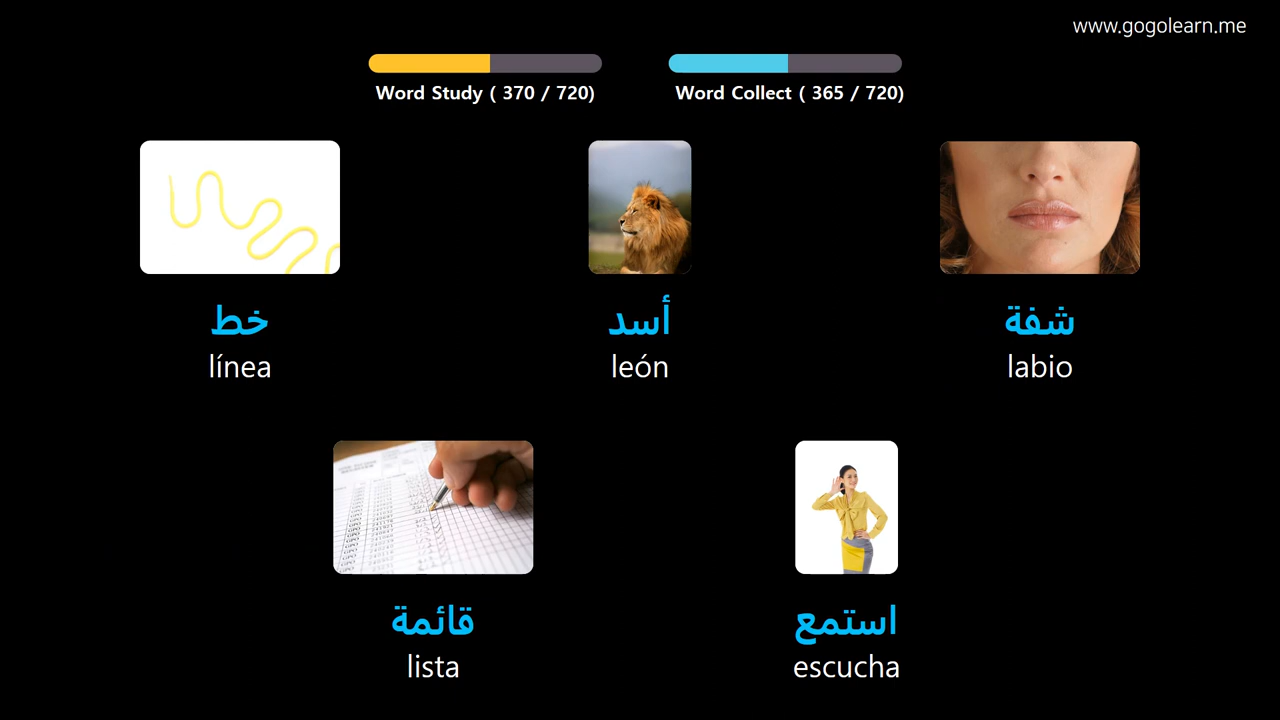 www.gogolearn.me
Word Study ( 370 / 720)
Word Collect ( 365 / 720)
خط
línea
أسد
león
شفة
labio
قائمة
lista
استمع
escucha